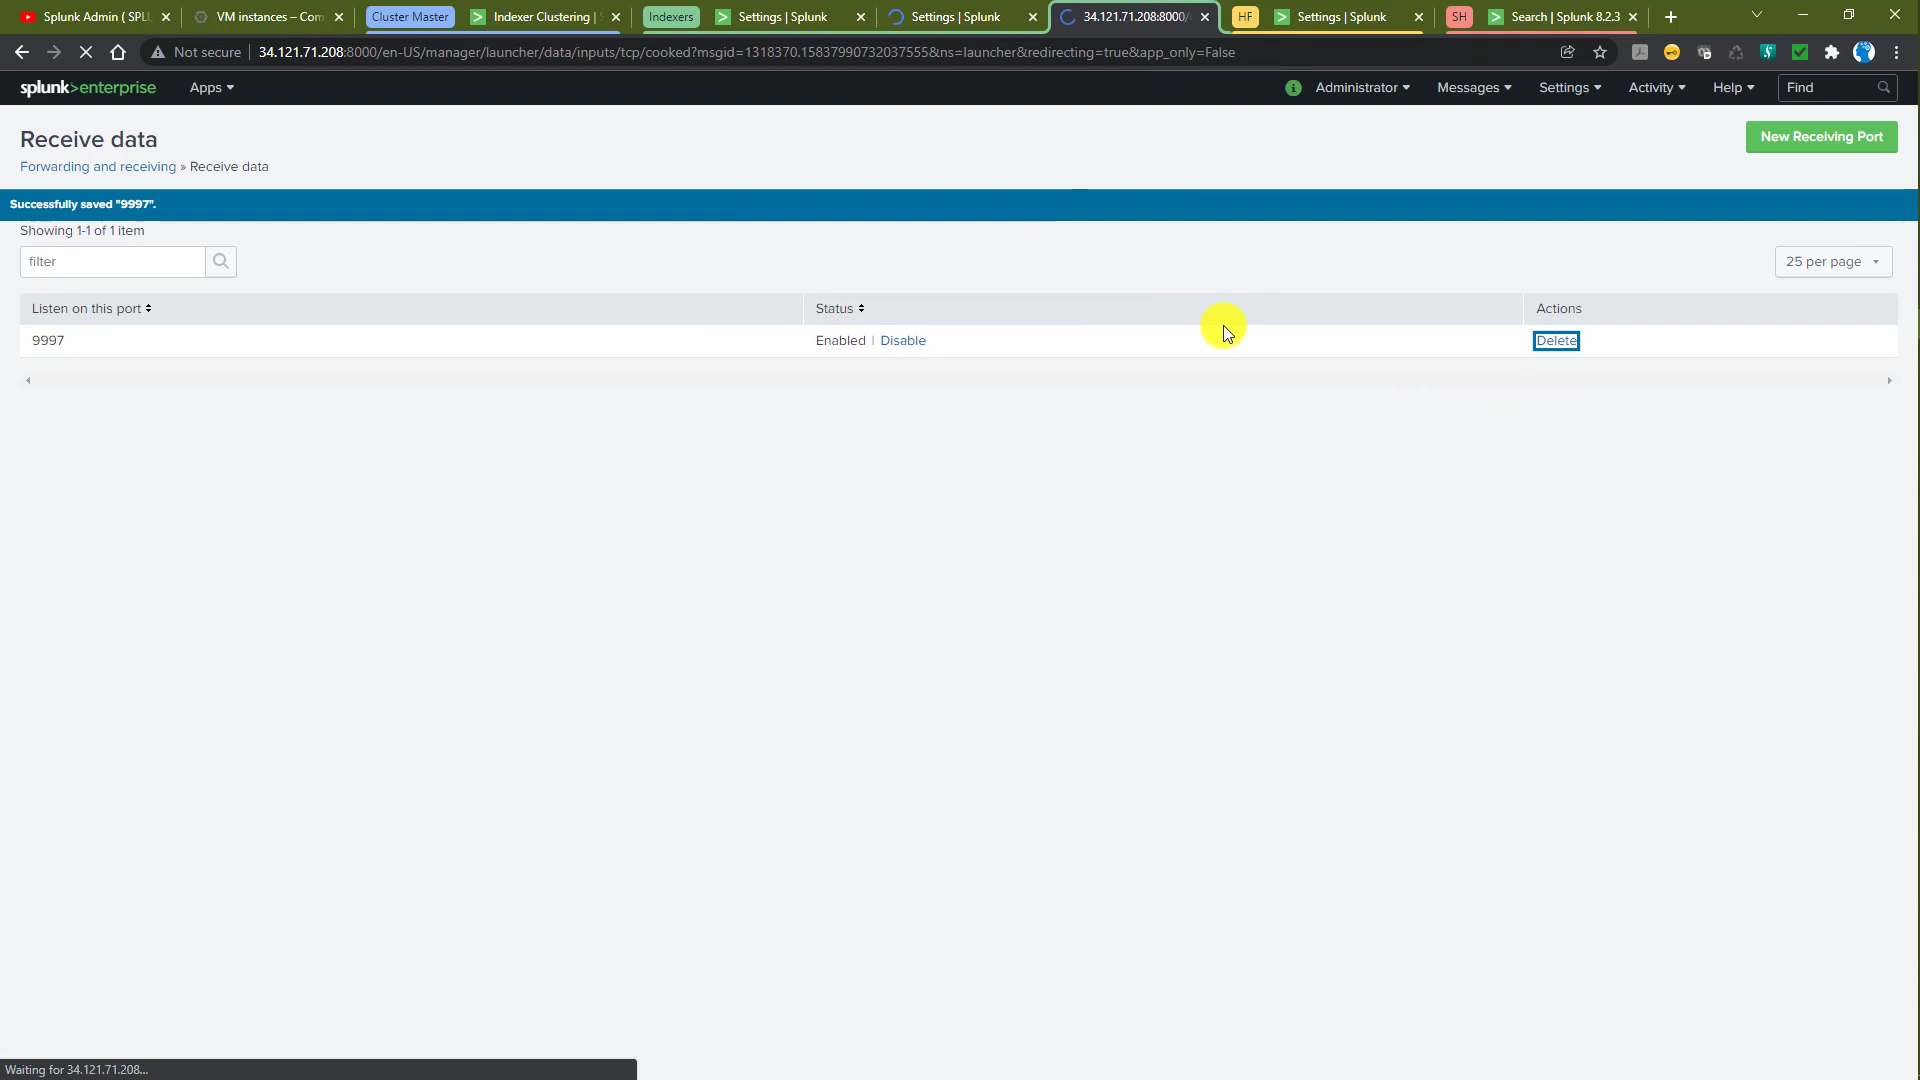 Splunk Admin ( SPL
VM instances – Com
Cluster Master
Indexer Clustering |
Indexers
Settings | Splunk
Settings | Splunk
34.121.71.208:8000/
HF
Settings | Splunk
SH
Search | Splunk 8.2.3
Not secure
34.121.71.208:8000/en-US/manager/launcher/data/inputs/tcp/cooked?msgid=1318370.15837990732037555&ns=launcher&redirecting=true&app_only=False
splunk>enterprise
Apps
i
Administrator
Messages
Settings
Activity
Help
Find
Receive data
New Receiving Port
Forwarding and receiving » Receive data
Successfully saved "9997".
Showing 1-1 of 1 item
filter
25 per page
Listen on this port
Status
Actions
9997
Enabled | Disable
Delete
Waiting for 34.121.71.208...